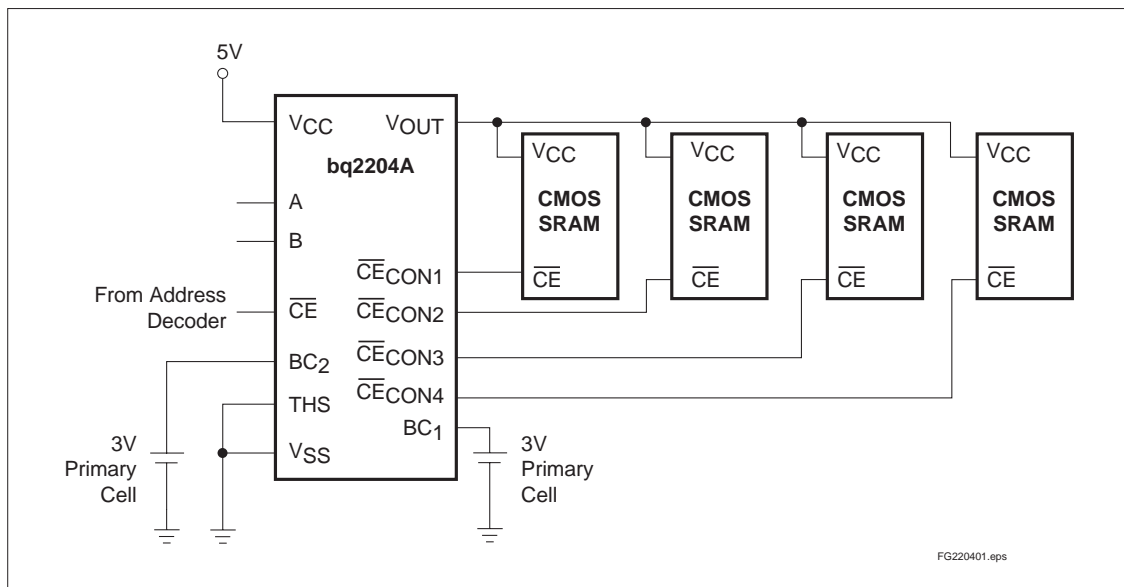 5V
VCC
VOUT
bq2204A
A
B
CECON1
From Address
Decoder
CE
CECON2
BC2
CECON3
THS
CECON4
BC1
VSS
3V
Primary
Cell
3V
Primary
Cell
VCC
CMOS
SRAM
CE
VCC
CMOS
SRAM
CE
VCC
CMOS
SRAM
CE
VCC
CMOS
SRAM
CE
FG220401.eps